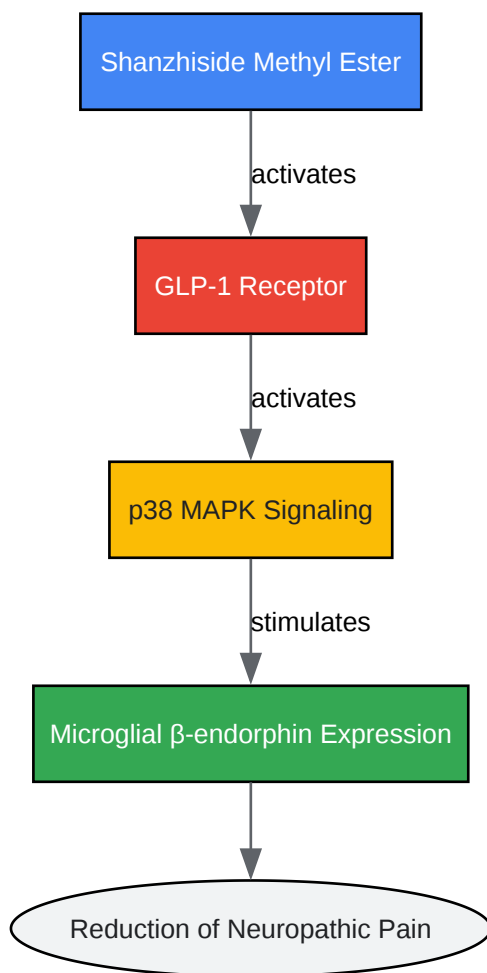 Shanzhiside Methyl Ester
activates
GLP-1 Receptor
activates
p38 MAPK Signaling
stimulates
Microglial β-endorphin Expression
Reduction of Neuropathic Pain